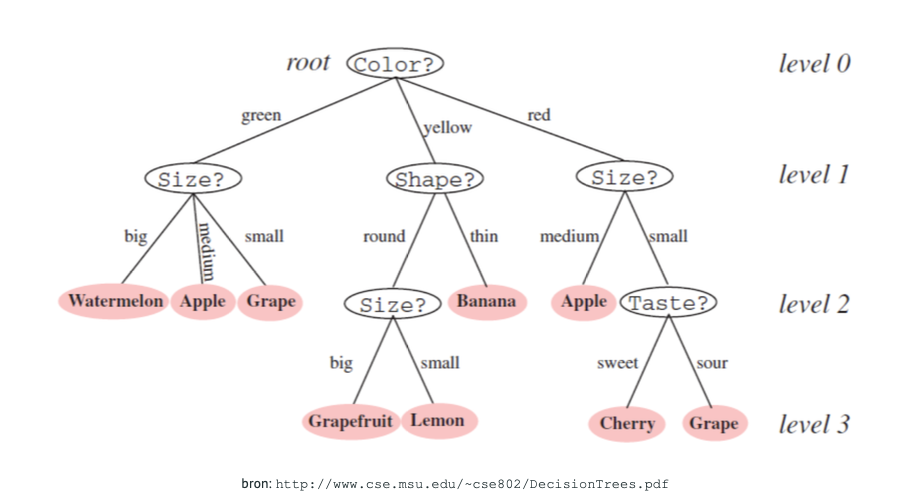 root Color? level 0
green yellow red
Size? Shape? Size? level 1
big medium small round thin medium small
Watermelon Apple Grape Size? Banana Apple Taste? level 2
big small sweet sour
Grapefruit Lemon Cherry Grape level 3
bron: http://www.cse.msu.edu/~cse802/DecisionTrees.pdf